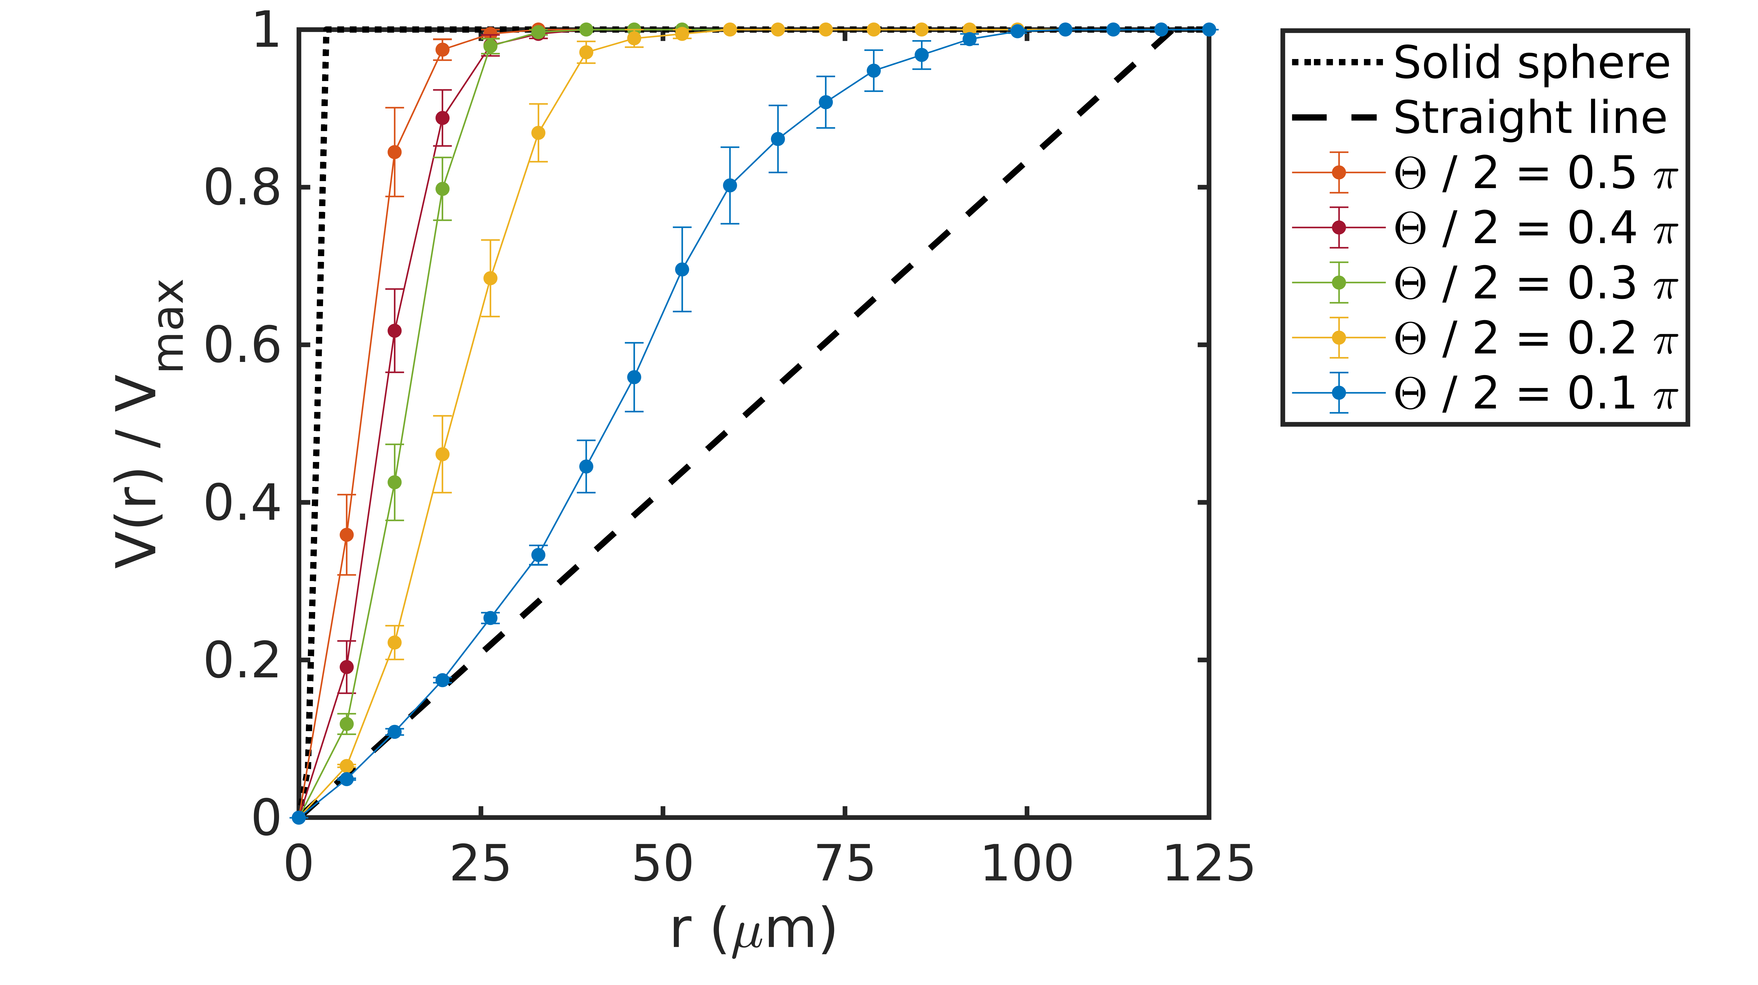 1
0.8
0.6
0.4
0.2
0
V(r) / Vmax
0 25 50 75 100 125
r (μm)
Solid sphere
Straight line
Θ / 2 = 0.5 π
Θ / 2 = 0.4 π
Θ / 2 = 0.3 π
Θ / 2 = 0.2 π
Θ / 2 = 0.1 π